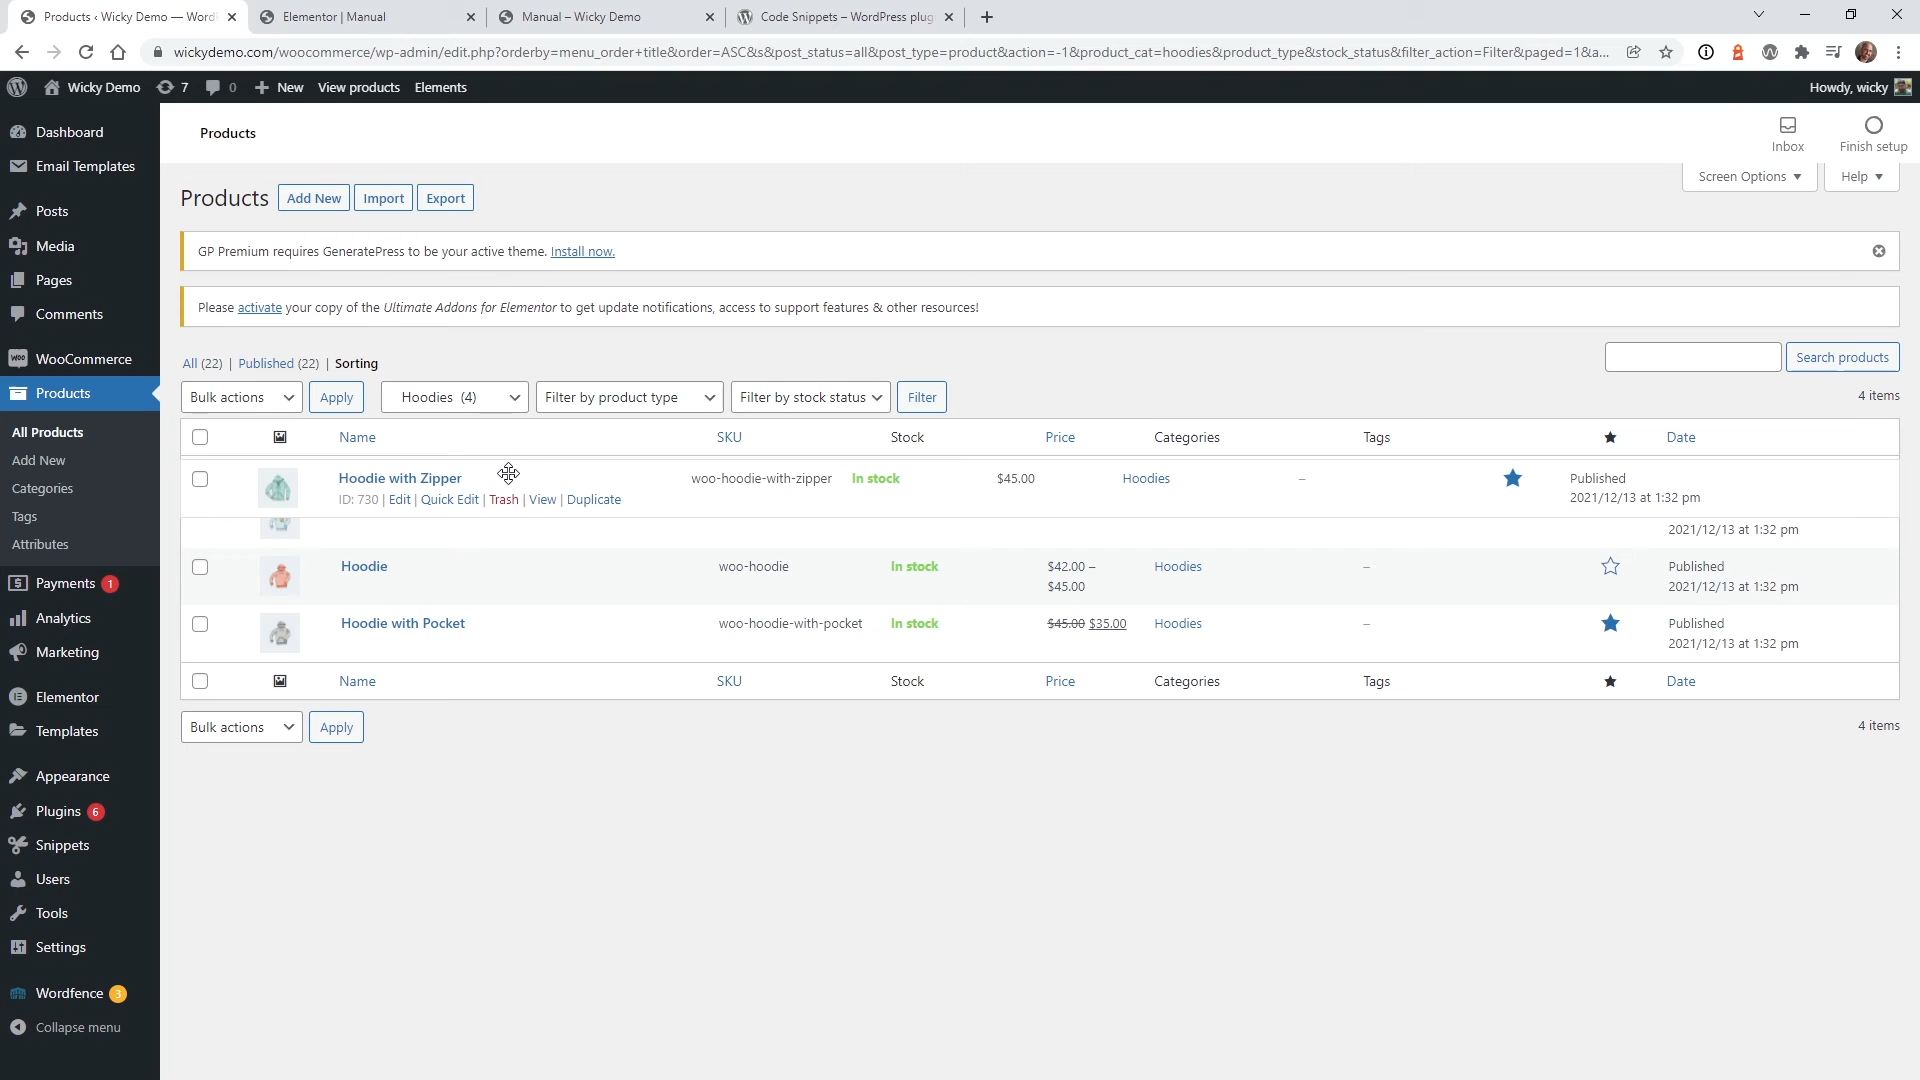 Products ‹ Wicky Demo — Word
Elementor | Manual
Manual – Wicky Demo
Code Snippets – WordPress plug
wickydemo.com/woocommerce/wp-admin/edit.php?orderby=menu_order+title&order=ASC&s&post_status=all&post_type=product&action=-1&product_cat=hoodies&product_type&stock_status&filter_action=Filter&paged=1&a...
Wicky Demo 7 0 New View products Elements Howdy, wicky
Dashboard
Email Templates
Posts
Media
Pages
Comments
WooCommerce
Products
All Products
Add New
Categories
Tags
Attributes
Payments 1
Analytics
Marketing
Elementor
Templates
Appearance
Plugins 6
Snippets
Users
Tools
Settings
Wordfence 3
Collapse menu
Products
Inbox
Finish setup
Screen Options
Help
Products Add New Import Export
GP Premium requires GeneratePress to be your active theme. Install now.
Please activate your copy of the Ultimate Addons for Elementor to get update notifications, access to support features & other resources!
All (22) | Published (22) | Sorting
Search products
Bulk actions Apply Hoodies (4) Filter by product type Filter by stock status Filter 4 items
Name SKU Stock Price Categories Tags Date
Hoodie with Zipper woo-hoodie-with-zipper In stock $45.00 Hoodies – Published
ID: 730 | Edit | Quick Edit | Trash | View | Duplicate 2021/12/13 at 1:32 pm
2021/12/13 at 1:32 pm
Hoodie woo-hoodie In stock $42.00 – Hoodies – Published
$45.00 2021/12/13 at 1:32 pm
Hoodie with Pocket woo-hoodie-with-pocket In stock $45.00 $35.00 Hoodies – Published
2021/12/13 at 1:32 pm
Name SKU Stock Price Categories Tags Date
Bulk actions Apply 4 items